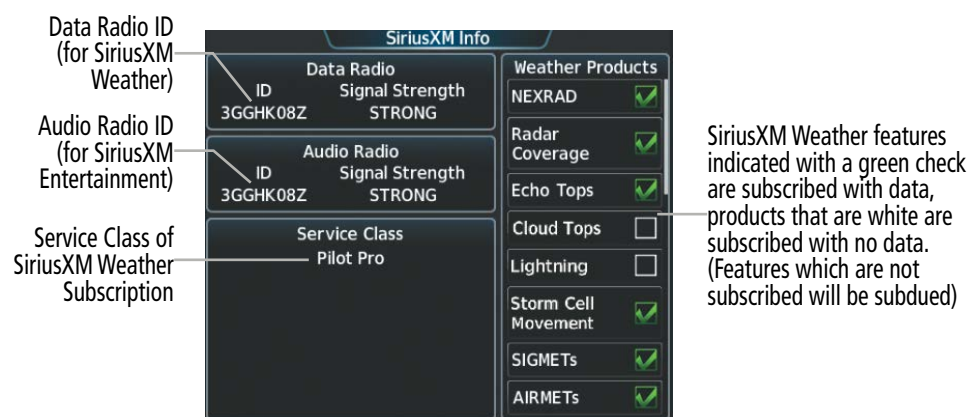 Data Radio ID
(for SiriusXM
Weather)
Audio Radio ID
(for SiriusXM
Entertainment)
Service Class of
SiriusXM Weather
Subscription
SiriusXM Info
Data Radio
ID Signal Strength
3GGHK08Z STRONG
Audio Radio
ID Signal Strength
3GGHK08Z STRONG
Service Class
Pilot Pro
Weather Products
NEXRAD
Radar
Coverage
Echo Tops
Cloud Tops
Lightning
Storm Cell
Movement
SIGMETs
AIRMETs
SiriusXM Weather features
indicated with a green check
are subscribed with data,
products that are white are
subscribed with no data.
(Features which are not
subscribed will be subdued)